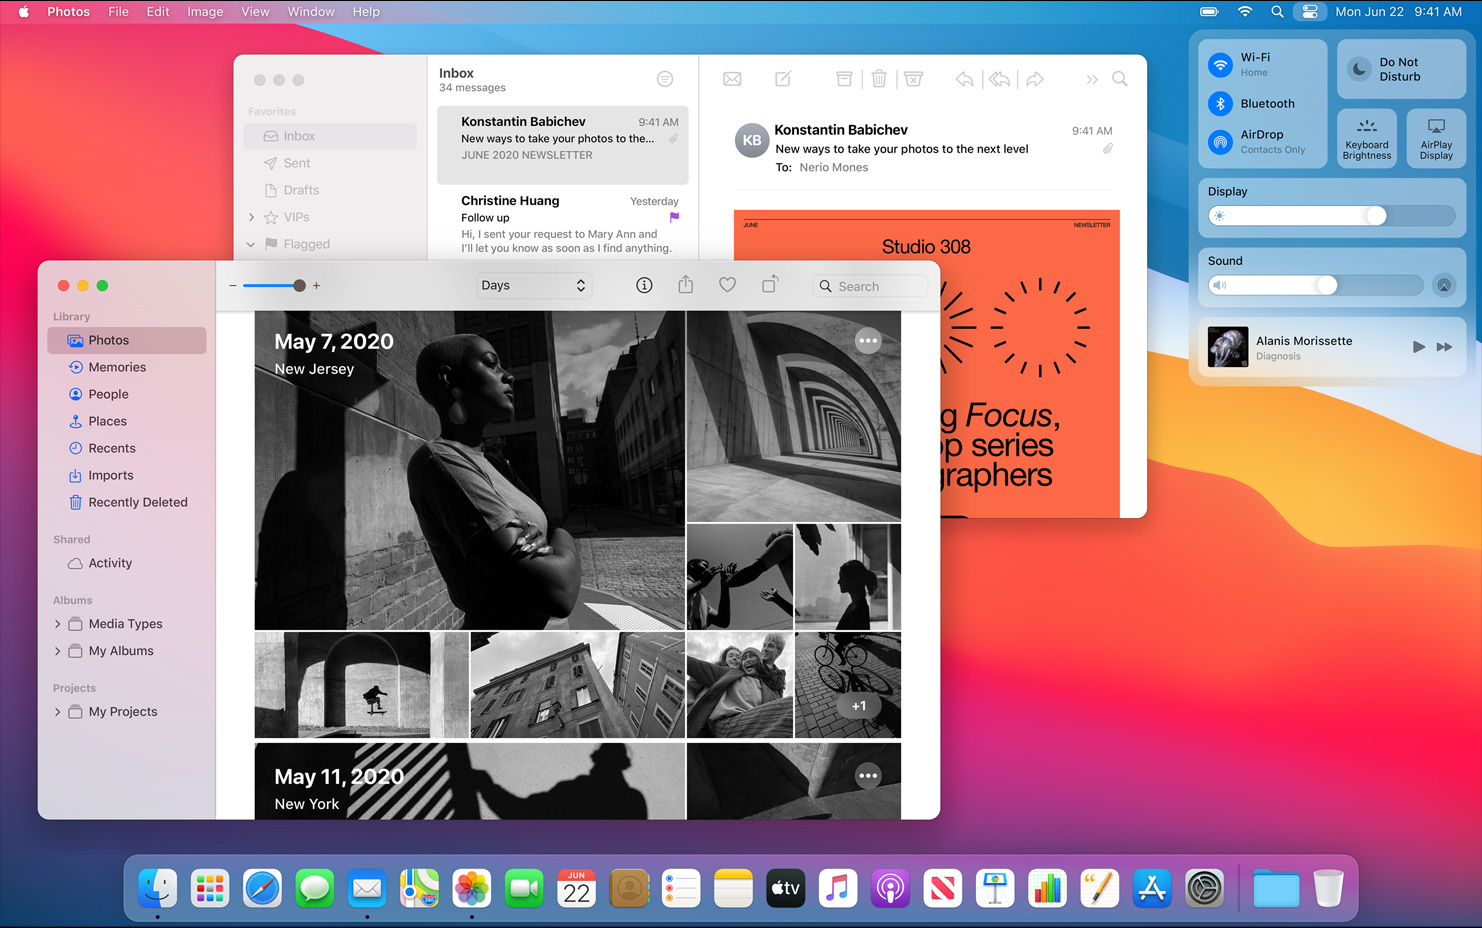 Photos File Edit Image View Window Help
Mon Jun 22 9:41 AM
Wi-Fi
Home
Bluetooth
AirDrop
Contacts Only
Do Not
Disturb
Keyboard
Brightness
AirPlay
Display
Display
Sound
Alanis Morissette
Diagnosis
Favorites
Inbox
Sent
Drafts
VIPs
Flagged
Inbox
34 messages
Konstantin Babichev 9:41 AM
New ways to take your photos to the...
JUNE 2020 NEWSLETTER
Christine Huang Yesterday
Follow up
Hi, I sent your request to Mary Ann and
I'll let you know as soon as I find anything.
KB
Konstantin Babichev 9:41 AM
New ways to take your photos to the next level
To: Nerio Mones
JUNE NEWSLETTER
Studio 308
g Focus,
op series
graphers
Library
Photos
Memories
People
Places
Recents
Imports
Recently Deleted
Shared
Activity
Albums
Media Types
My Albums
Projects
My Projects
− +
Days
Search
May 7, 2020
New Jersey
+1
May 11, 2020
New York
JUN
22
280
tv